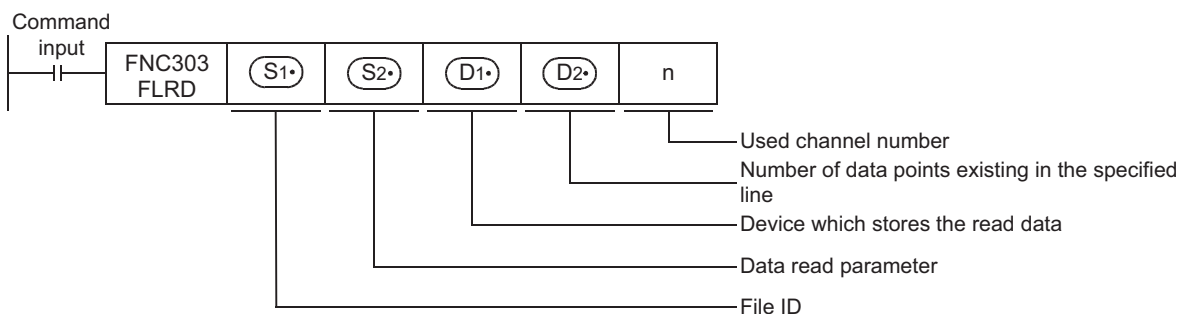 Command
input
FNC303
FLRD
S1•
S2•
D1•
D2•
n
Used channel number
Number of data points existing in the specified
line
Device which stores the read data
Data read parameter
File ID